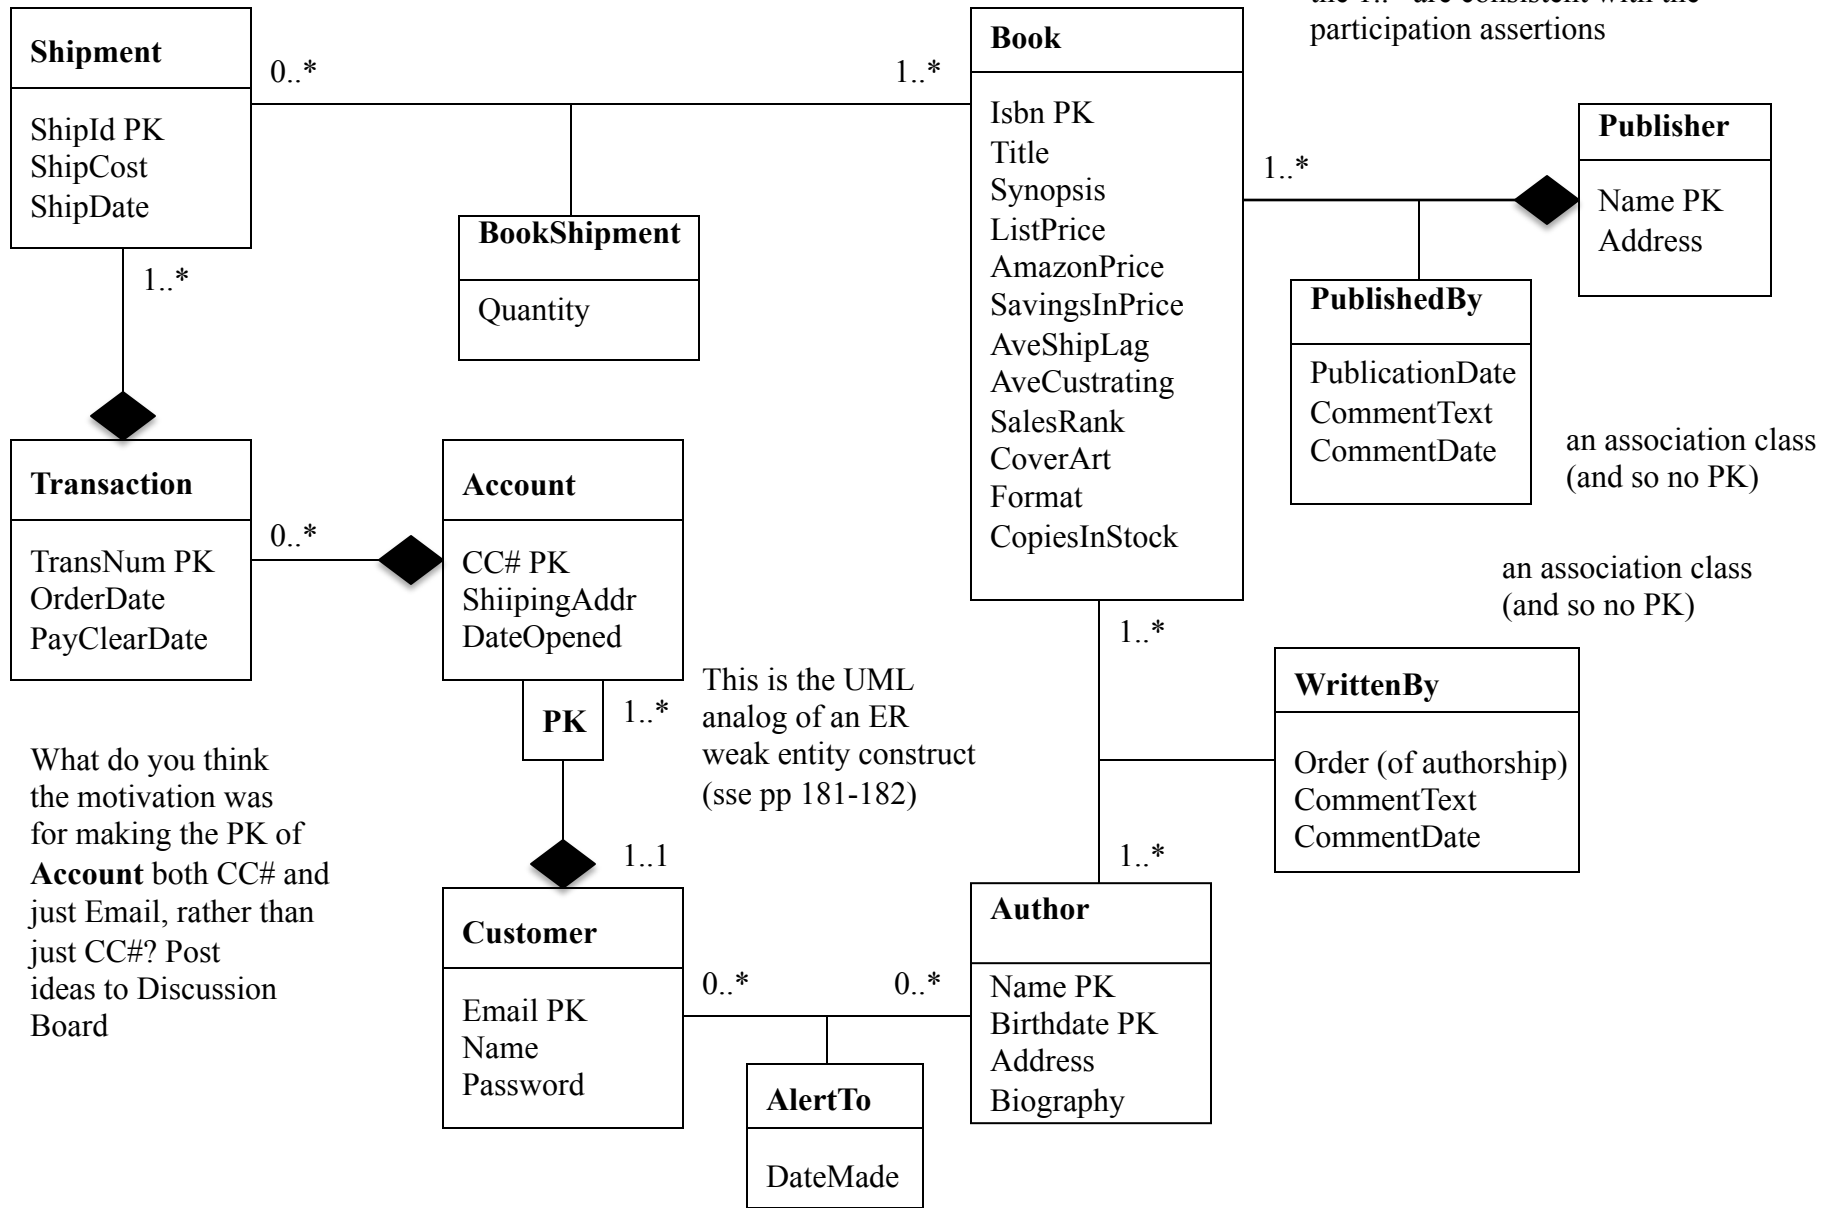 the 1..* are consistent with the
participation assertions
Shipment
ShipId PK
ShipCost
ShipDate
0..*
1..*
Book
Isbn PK
Title
Synopsis
ListPrice
AmazonPrice
SavingsInPrice
AveShipLag
AveCustrating
SalesRank
CoverArt
Format
CopiesInStock
1..*
Publisher
Name PK
Address
BookShipment
Quantity
PublishedBy
PublicationDate
CommentText
CommentDate
an association class
(and so no PK)
1..*
Transaction
TransNum PK
OrderDate
PayClearDate
0..*
Account
CC# PK
ShiipingAddr
DateOpened
PK
1..*
This is the UML
analog of an ER
weak entity construct
(sse pp 181-182)
an association class
(and so no PK)
1..*
WrittenBy
Order (of authorship)
CommentText
CommentDate
1..*
What do you think
the motivation was
for making the PK of
Account both CC# and
just Email, rather than
just CC#? Post
ideas to Discussion
Board
1..1
Customer
Email PK
Name
Password
0..*
0..*
Author
Name PK
Birthdate PK
Address
Biography
AlertTo
DateMade